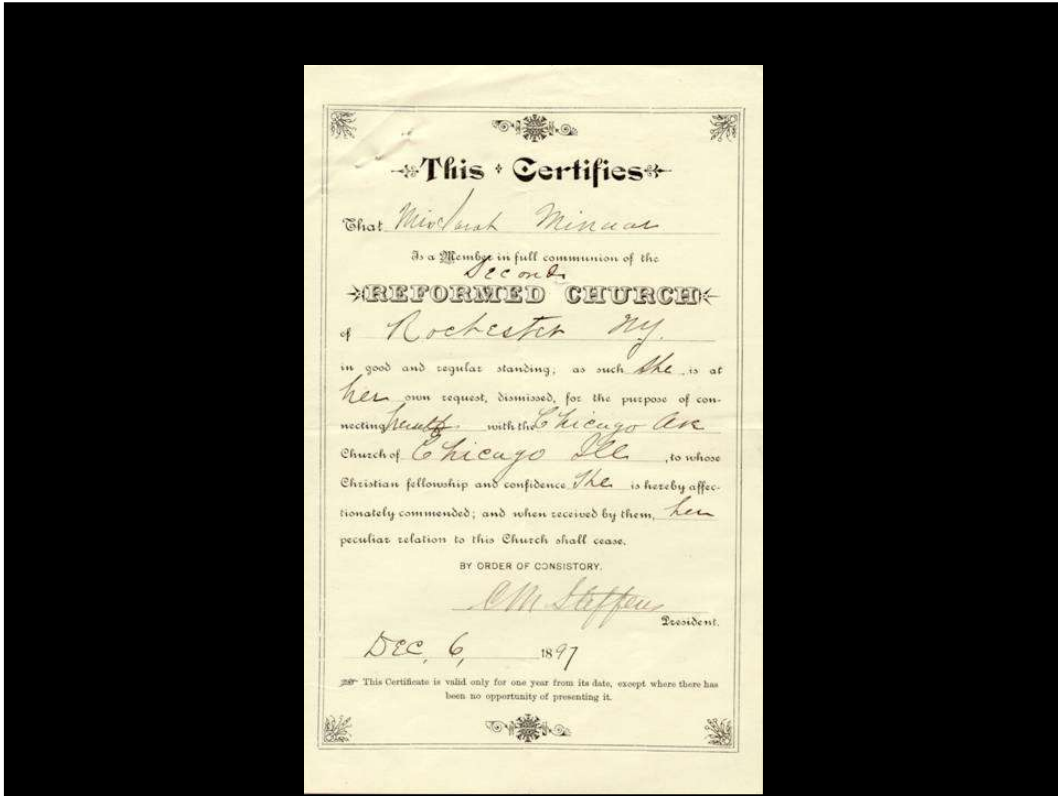 This Certifies
That Miss Sarah Minaar
Is a Member in full communion of the
Second
REFORMED CHURCH
of Rochester NY.
in good and regular standing; as such She is at
her own request, dismissed, for the purpose of con-
necting herself with the Chicago Ave
Church of Chicago Ill , to whose
Christian fellowship and confidence She is hereby affec-
tionately commended; and when received by them, her
peculiar relation to this Church shall cease.
BY ORDER OF CONSISTORY.
C M Steffens
President.
Dec, 6, 1897
This Certificate is valid only for one year from its date, except where there has
been no opportunity of presenting it.